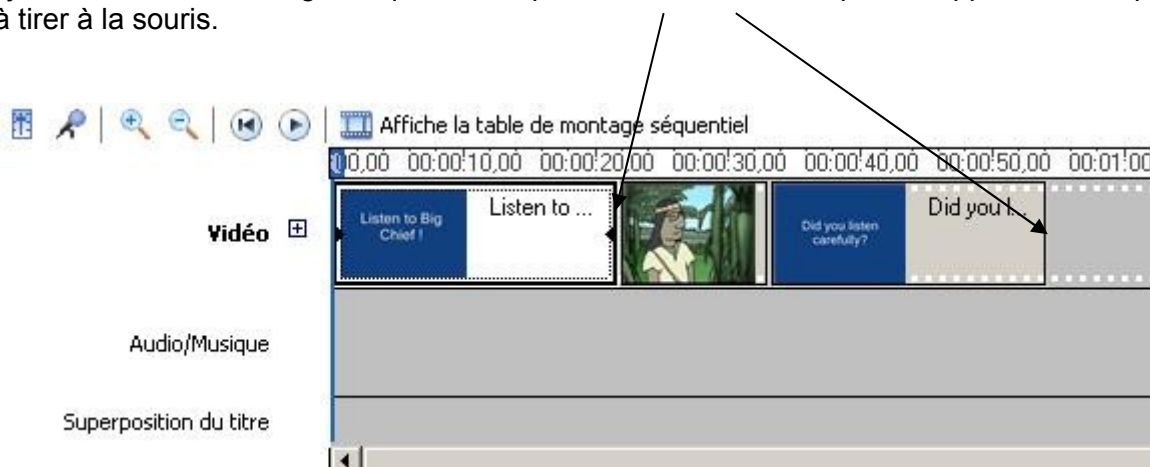 à tirer à la souris.
Affiche la table de montage séquentiel
00:00:10,00 00:00:20,00 00:00:30,00 00:00:40,00 00:00:50,00 00:01:00
Vidéo
Listen to Big
Chief !
Listen to ...
Did you listen
carefully?
Did you l...
Audio/Musique
Superposition du titre